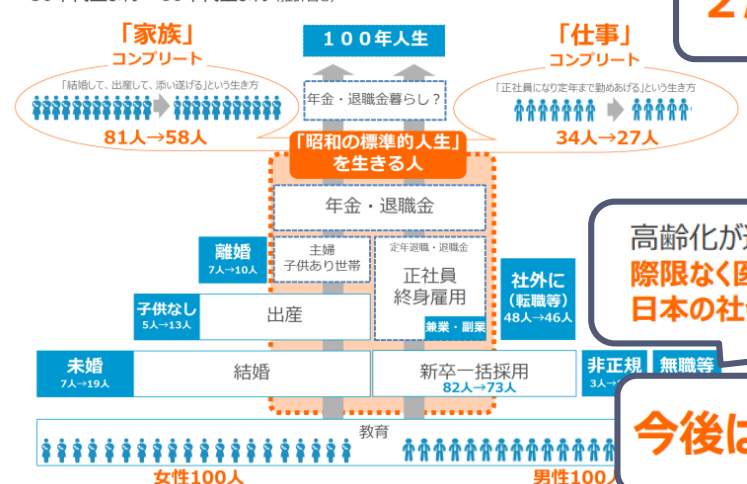 「家族」
コンプリート
「結婚して、出産して、添い遂げる」という生き方
81人→58人
100年人生
年金・退職金暮らし？
「仕事」
コンプリート
「正社員になり定年まで勤めあげる」という生き方
34人→27人
「昭和の標準的人生」
を生きる人
年金・退職金
離婚
7人→10人
主婦
子供あり世帯
定年退職・退職金
正社員
終身雇用
兼業・副業
社外に
（転職等）
48人→46人
子供なし
5人→13人
出産
未婚
7人→19人
結婚
新卒一括採用
82人→73人
非正規
3人→
無職等
教育
女性100人
男性100人
高齢化が
際限なく
日本の社
今後は